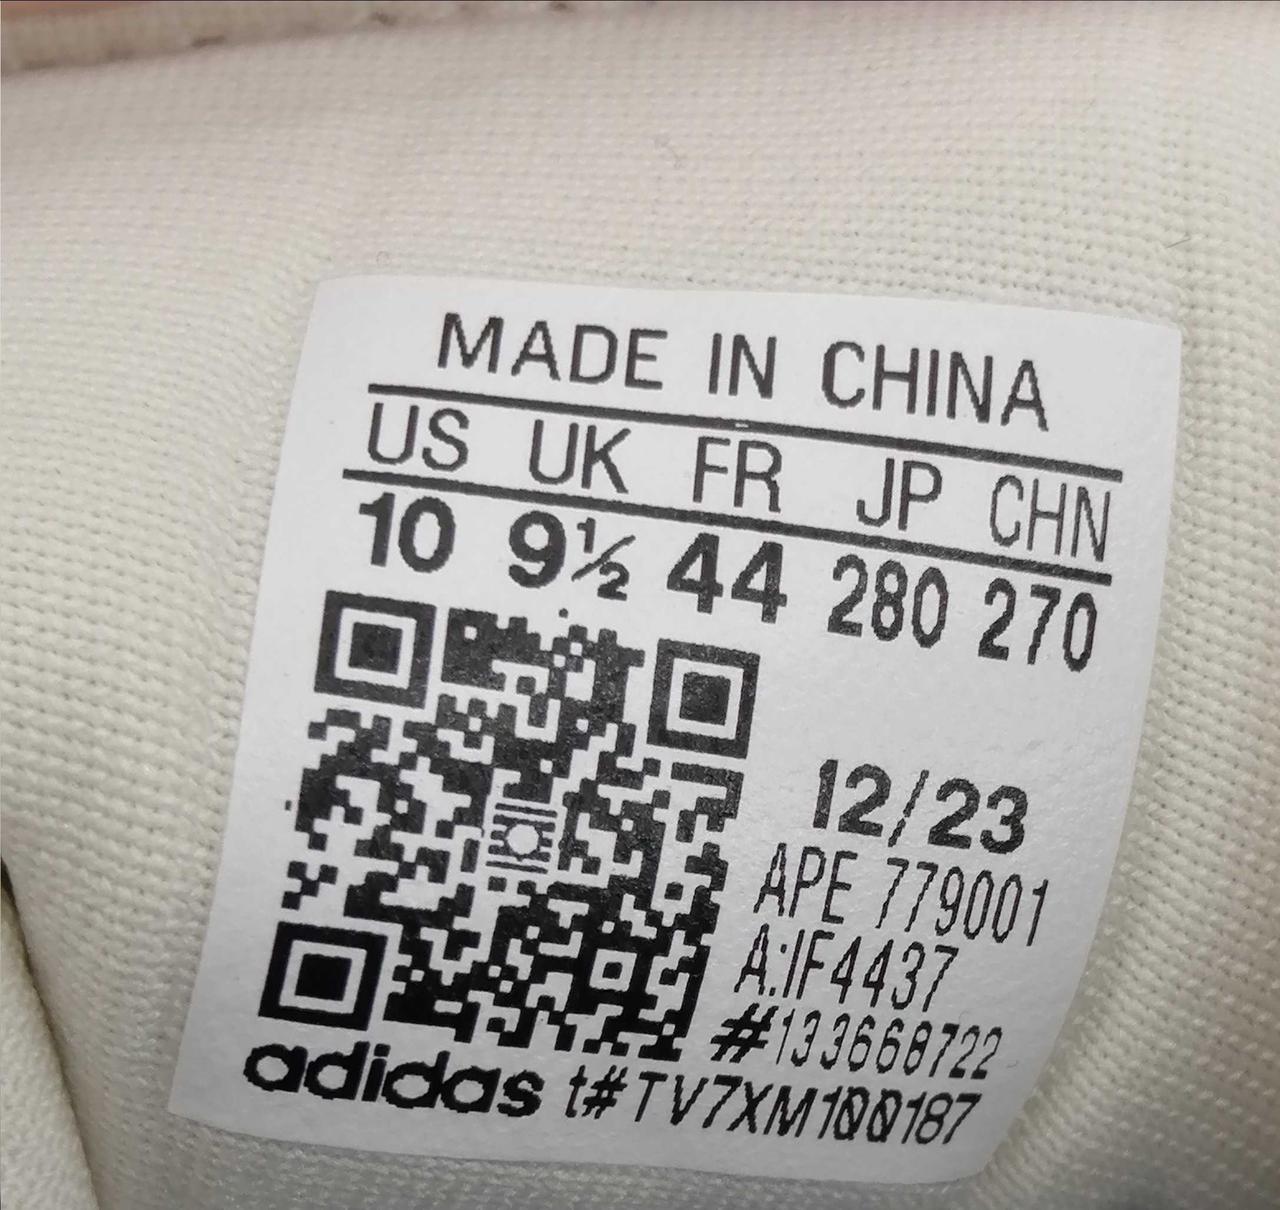 MADE IN CHINA
US UK FR JP CHN
10 9½ 44 280 270
12/23
APE 779001
A:IF4437
#133668722
adidas t#TV7XM100187